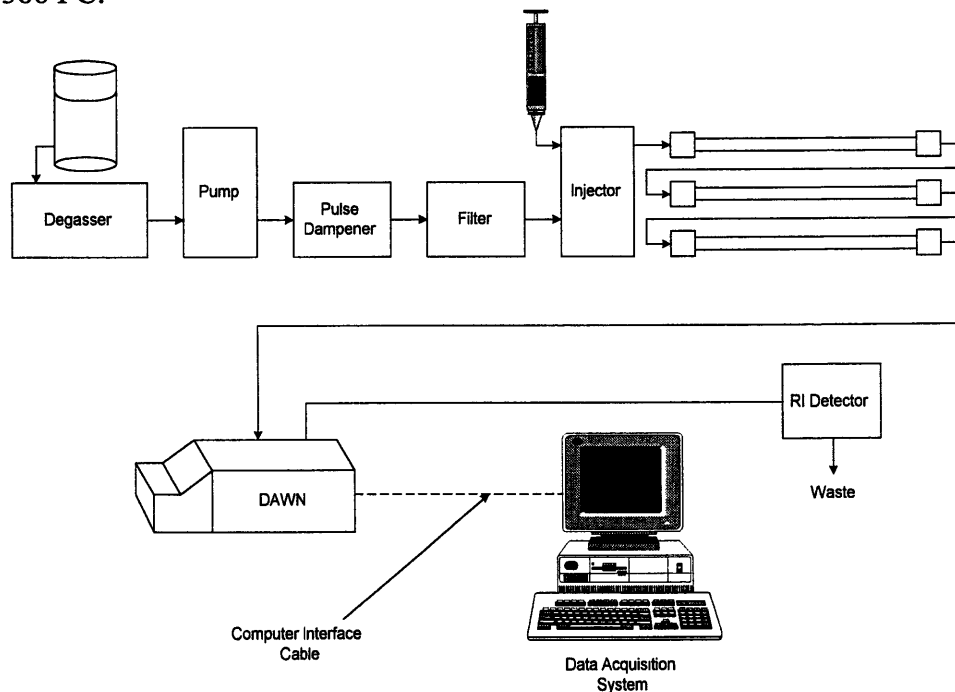 Pump
Degasser
Pulse
Dampener
Filter
Injector
RI Detector
Waste
DAWN
Computer Interface
Cable
Data Acquisition
System